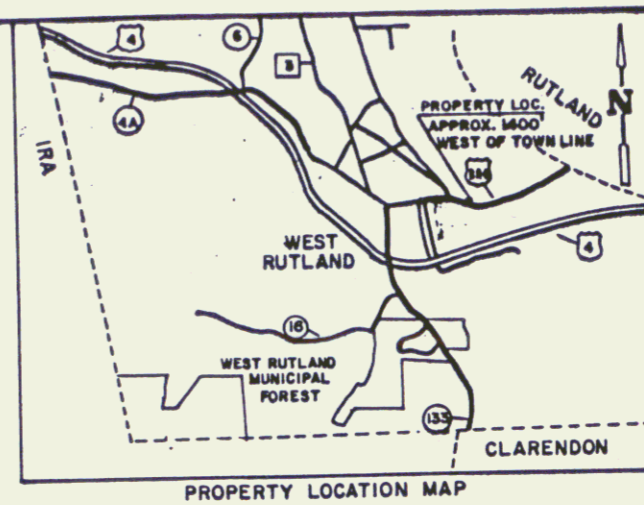 4
6
3
4A
IRA
RUTLAND
N
PROPERTY LOC.
APPROX. 1400'
WEST OF TOWN LINE
WEST
RUTLAND
4
16
WEST RUTLAND
MUNICIPAL
FOREST
133
CLARENDON
PROPERTY LOCATION MAP